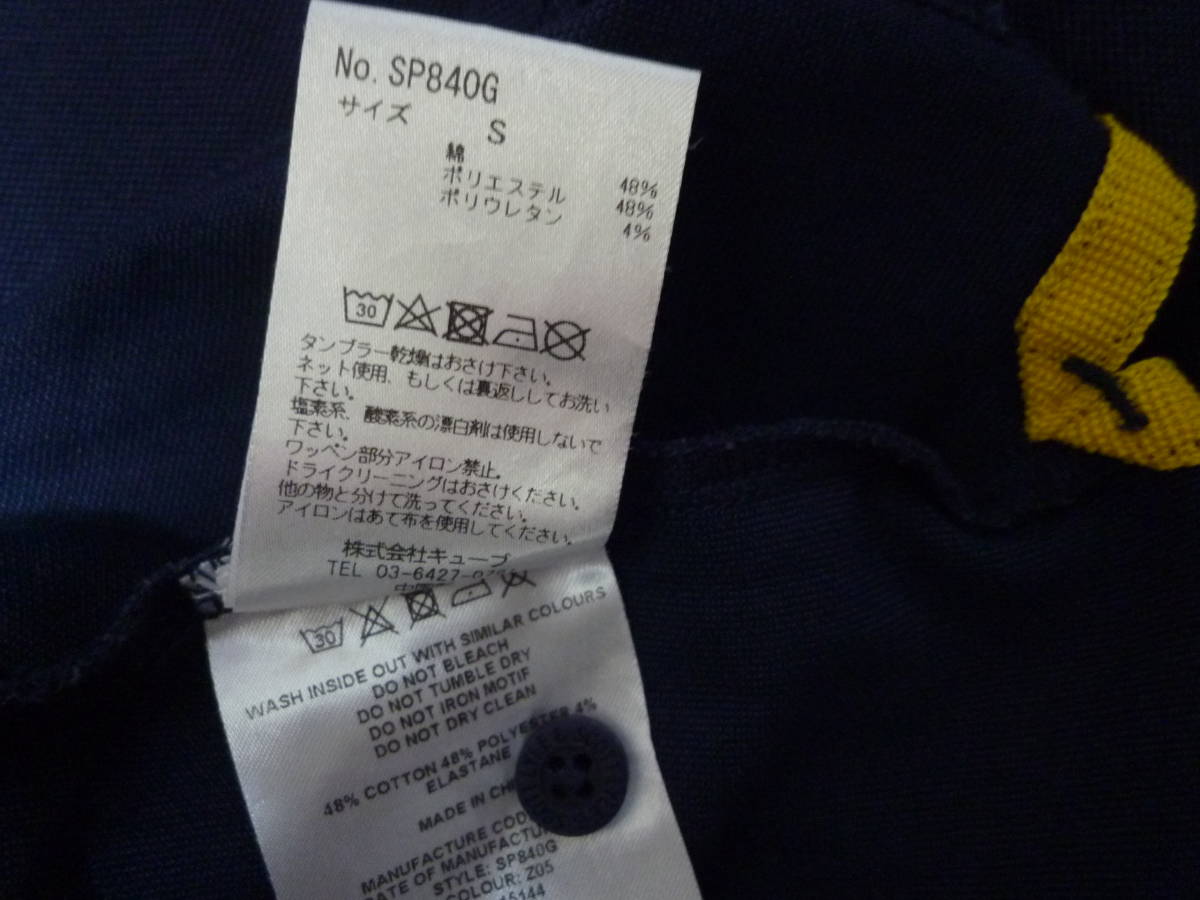 No. SP840G
サイズ S
綿 48%
ポリエステル 48%
ポリウレタン 4%
30
タンブラー乾燥はおさけ下さい。
ネット使用、もしくは裏返ししてお洗い
下さい。
塩素系、酸素系の漂白剤は使用しないで
下さい。
ワッペン部分アイロン禁止。
ドライクリーニングはおさけください。
他の物と分けて洗ってください。
アイロンはあて布を使用してください。
株式会社キューブ
TEL 03-6427-
30
WASH INSIDE OUT WITH SIMILAR COLOURS
DO NOT BLEACH
DO NOT TUMBLE DRY
DO NOT IRON MOTIF
DO NOT DRY CLEAN
48% COTTON 48% POLYESTER 4%
ELASTANE
MADE IN
MANUFACTURE
DATE OF
STYLE: SP840G
COLOUR: Z05